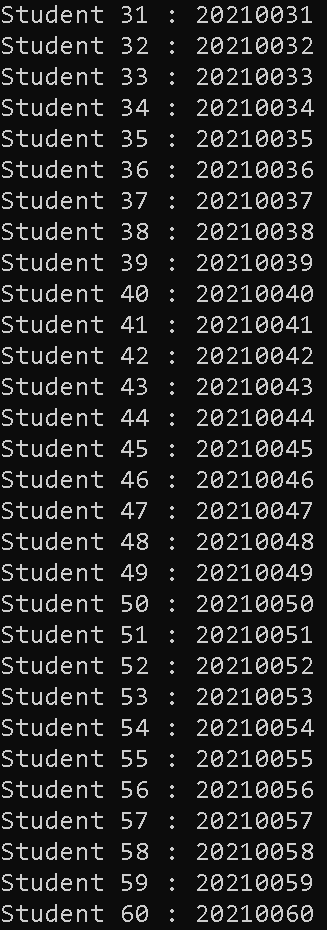 Student 31 : 20210031
Student 32 : 20210032
Student 33 : 20210033
Student 34 : 20210034
Student 35 : 20210035
Student 36 : 20210036
Student 37 : 20210037
Student 38 : 20210038
Student 39 : 20210039
Student 40 : 20210040
Student 41 : 20210041
Student 42 : 20210042
Student 43 : 20210043
Student 44 : 20210044
Student 45 : 20210045
Student 46 : 20210046
Student 47 : 20210047
Student 48 : 20210048
Student 49 : 20210049
Student 50 : 20210050
Student 51 : 20210051
Student 52 : 20210052
Student 53 : 20210053
Student 54 : 20210054
Student 55 : 20210055
Student 56 : 20210056
Student 57 : 20210057
Student 58 : 20210058
Student 59 : 20210059
Student 60 : 20210060